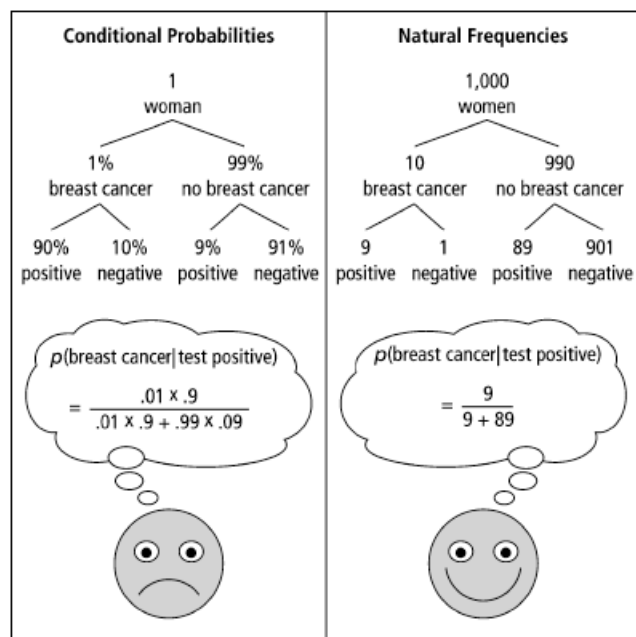 Conditional Probabilities
1
woman
1% 99%
breast cancer no breast cancer
90% 10% 9% 91%
positive negative positive negative
p(breast cancer|test positive)
.01 x .9
=
.01 x .9 + .99 x .09
Natural Frequencies
1,000
women
10 990
breast cancer no breast cancer
9 1 89 901
positive negative positive negative
p(breast cancer|test positive)
9
=
9 + 89